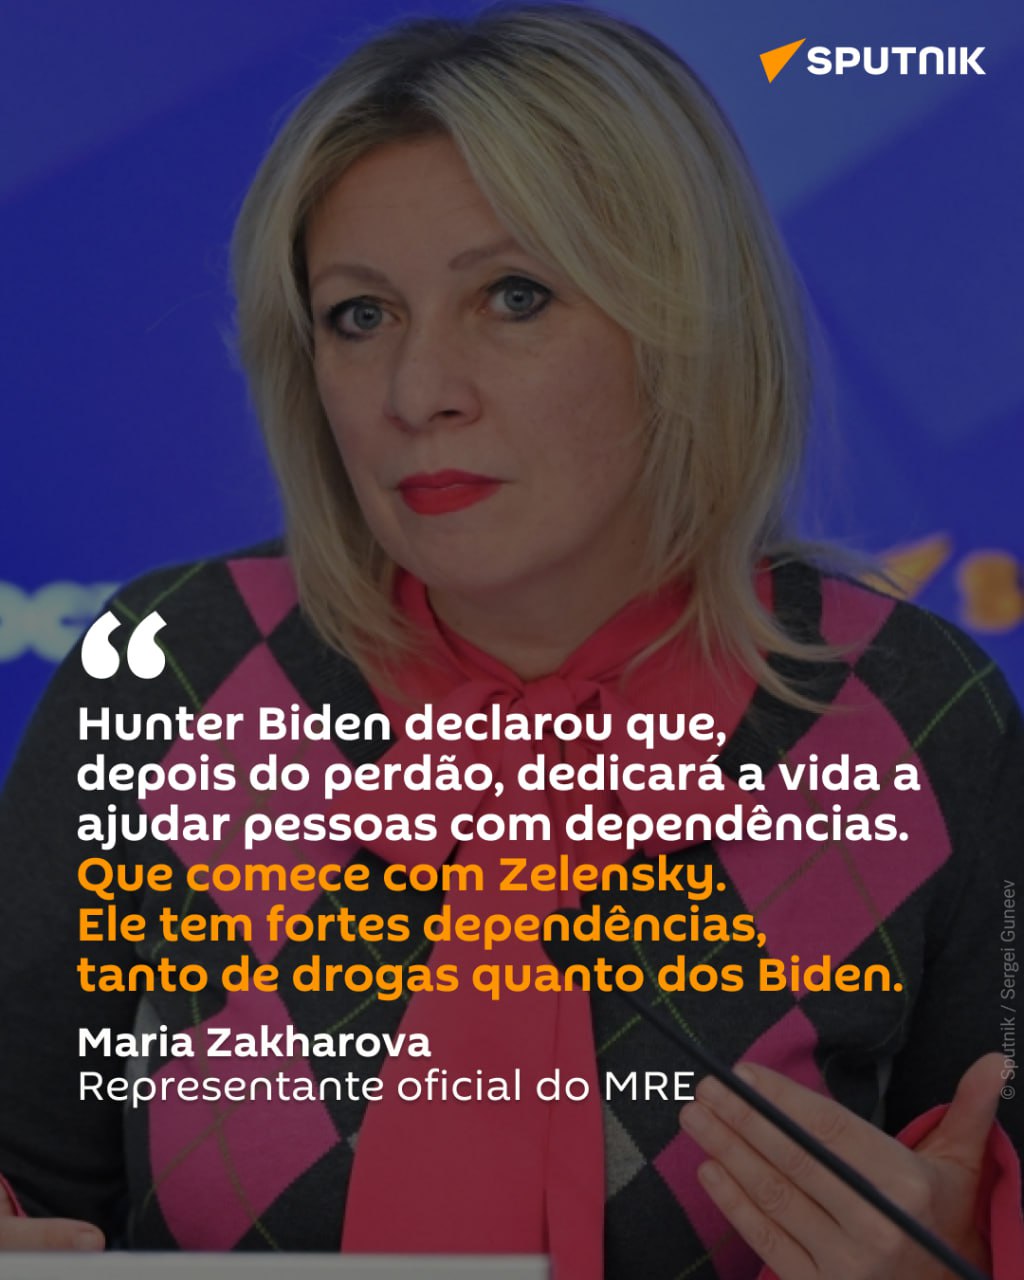 SPUTNIK
“
Hunter Biden declarou que,
depois do perdão, dedicará a vida a
ajudar pessoas com dependências.
Que comece com Zelensky.
Ele tem fortes dependências,
tanto de drogas quanto dos Biden.
Maria Zakharova
Representante oficial do MRE
© Sputnik / Sergei Guneev